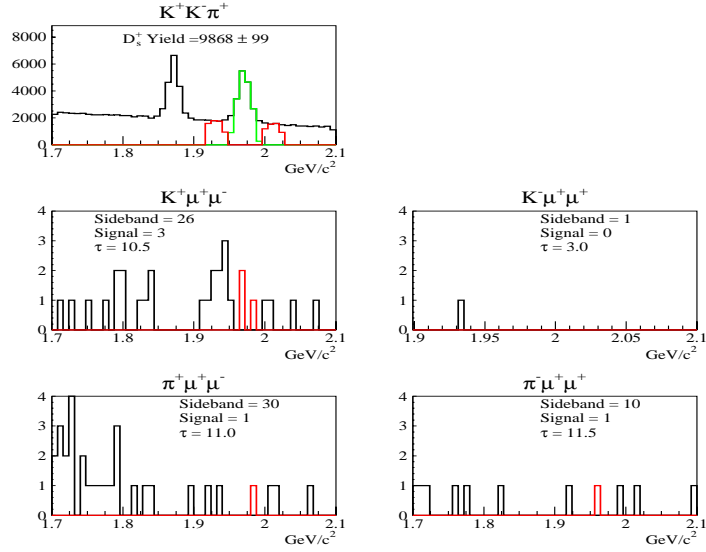 K⁺K⁻π⁺
D_s⁺ Yield =9868 ± 99
8000
6000
4000
2000
0
1.7 1.8 1.9 2 2.1
GeV/c²
K⁺μ⁺μ⁻
Sideband = 26
Signal = 3
τ = 10.5
4
3
2
1
0
1.7 1.8 1.9 2 2.1
GeV/c²
K⁻μ⁺μ⁺
Sideband = 1
Signal = 0
τ = 3.0
4
3
2
1
0
1.9 1.95 2 2.05 2.1
GeV/c²
π⁺μ⁺μ⁻
Sideband = 30
Signal = 1
τ = 11.0
4
3
2
1
0
1.7 1.8 1.9 2 2.1
GeV/c²
π⁻μ⁺μ⁺
Sideband = 10
Signal = 1
τ = 11.5
4
3
2
1
0
1.7 1.8 1.9 2 2.1
GeV/c²